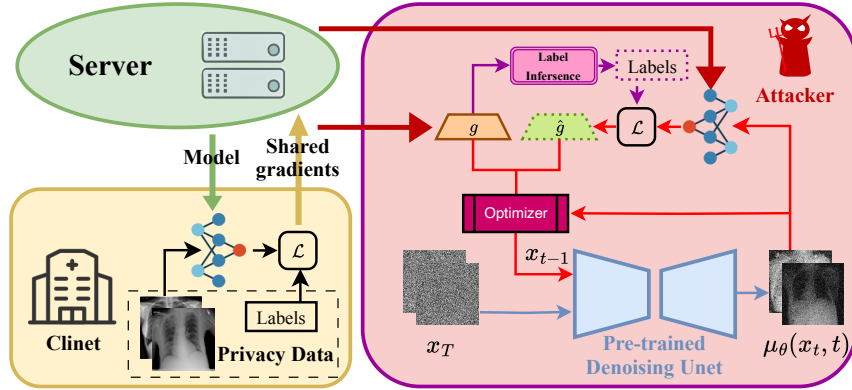 Server
Model
Shared
gradients
Clinet
ℒ
Labels
Privacy Data
Label
Infersence
Labels
Attacker
g
ĝ
ℒ
Optimizer
x_{t−1}
x_T
Pre-trained
Denoising Unet
μ_θ(x_t, t)